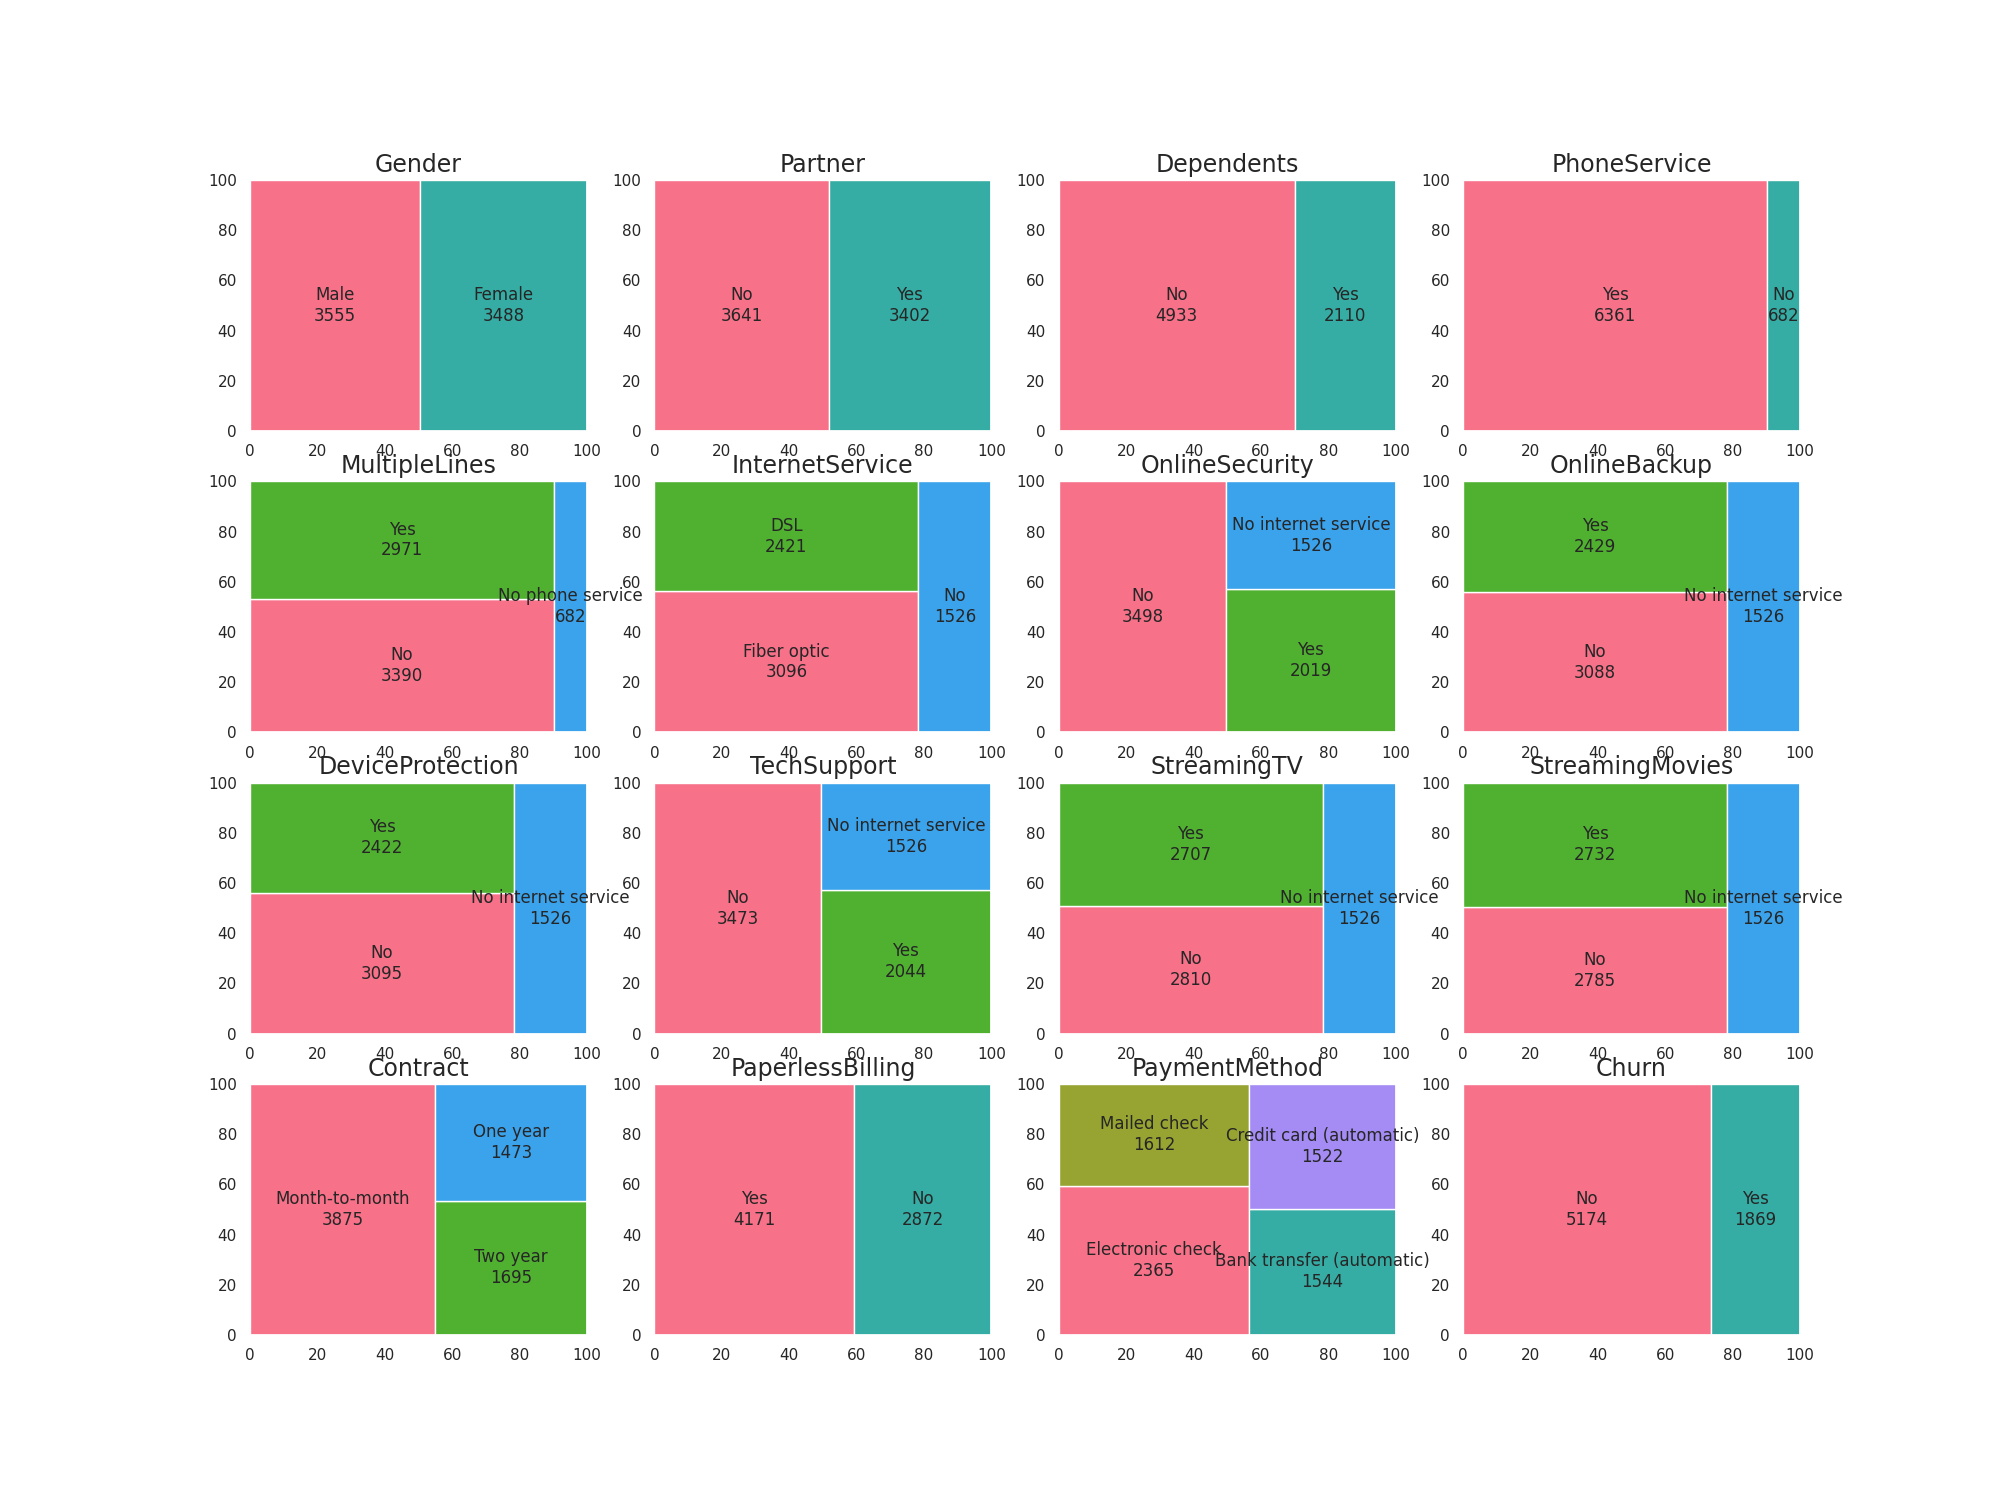 Gender
100
80
60
40
20
0
Male
3555
Female
3488
0 20 40 60 80 100
Partner
100
80
60
40
20
0
No
3641
Yes
3402
0 20 40 60 80 100
Dependents
100
80
60
40
20
0
No
4933
Yes
2110
0 20 40 60 80 100
PhoneService
100
80
60
40
20
0
Yes
6361
No
682
0 20 40 60 80 100
MultipleLines
100
80
60
40
20
0
Yes
2971
No phone service
682
No
3390
0 20 40 60 80 100
InternetService
100
80
60
40
20
0
DSL
2421
No
1526
Fiber optic
3096
0 20 40 60 80 100
OnlineSecurity
100
80
60
40
20
0
No internet service
1526
No
3498
Yes
2019
0 20 40 60 80 100
OnlineBackup
100
80
60
40
20
0
Yes
2429
No internet service
1526
No
3088
0 20 40 60 80 100
DeviceProtection
100
80
60
40
20
0
Yes
2422
No internet service
1526
No
3095
0 20 40 60 80 100
TechSupport
100
80
60
40
20
0
No internet service
1526
No
3473
Yes
2044
0 20 40 60 80 100
StreamingTV
100
80
60
40
20
0
Yes
2707
No internet service
1526
No
2810
0 20 40 60 80 100
StreamingMovies
100
80
60
40
20
0
Yes
2732
No internet service
1526
No
2785
0 20 40 60 80 100
Contract
100
80
60
40
20
0
One year
1473
Month-to-month
3875
Two year
1695
0 20 40 60 80 100
PaperlessBilling
100
80
60
40
20
0
Yes
4171
No
2872
0 20 40 60 80 100
PaymentMethod
100
80
60
40
20
0
Mailed check
1612
Credit card (automatic)
1522
Electronic check
2365
Bank transfer (automatic)
1544
0 20 40 60 80 100
Churn
100
80
60
40
20
0
No
5174
Yes
1869
0 20 40 60 80 100